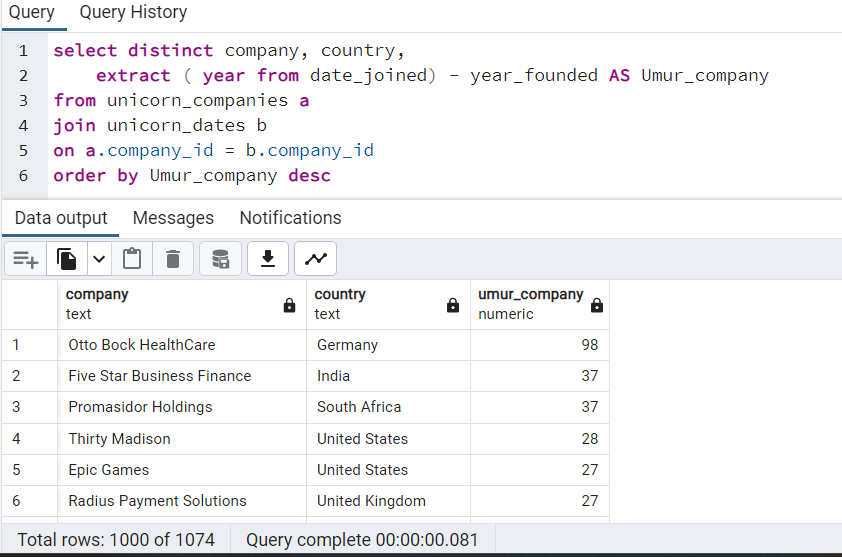 Query Query History
1 select distinct company, country,
2 extract ( year from date_joined) - year_founded AS Umur_company
3 from unicorn_companies a
4 join unicorn_dates b
5 on a.company_id = b.company_id
6 order by Umur_company desc
Data output Messages Notifications
company country umur_company
text text numeric
1 Otto Bock HealthCare Germany 98
2 Five Star Business Finance India 37
3 Promasidor Holdings South Africa 37
4 Thirty Madison United States 28
5 Epic Games United States 27
6 Radius Payment Solutions United Kingdom 27
Total rows: 1000 of 1074 Query complete 00:00:00.081